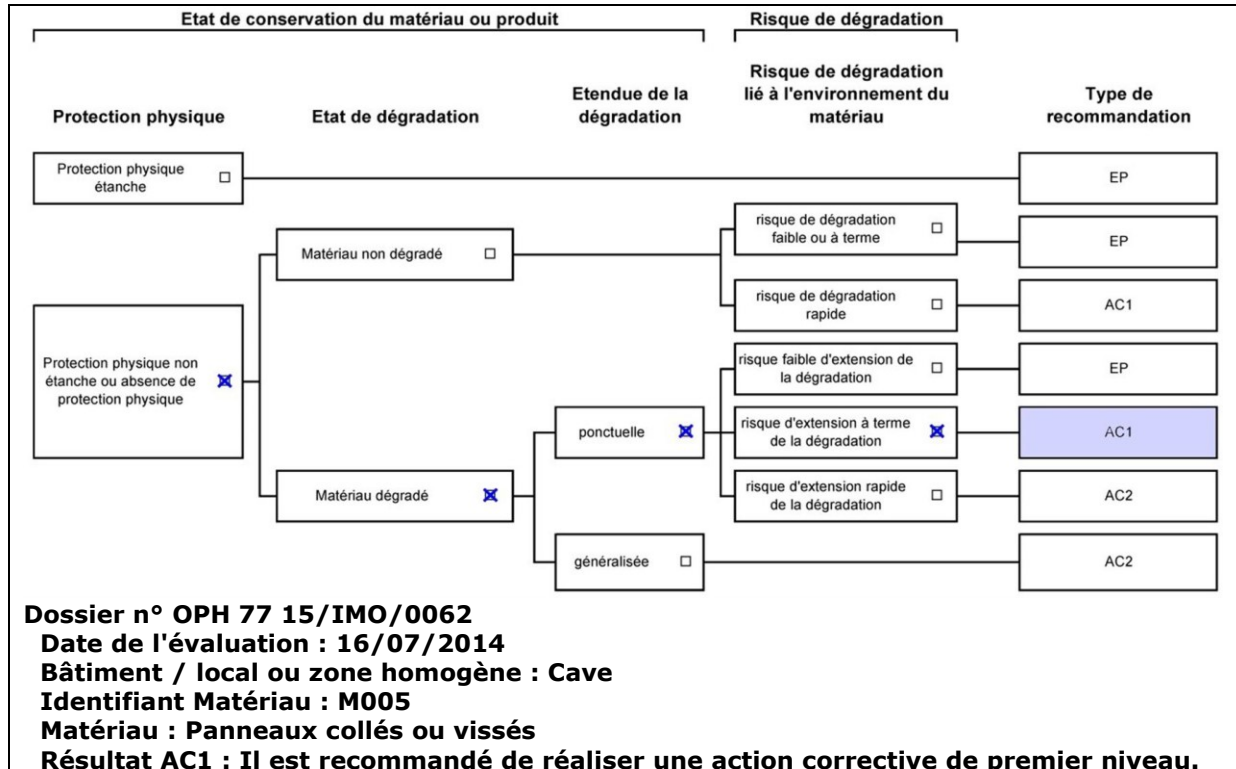 Etat de conservation du matériau ou produit
Risque de dégradation
Protection physique
Etat de dégradation
Etendue de la
dégradation
Risque de dégradation
lié à l'environnement du
matériau
Type de
recommandation
Protection physique
étanche
EP
risque de dégradation
faible ou à terme
EP
Matériau non dégradé
risque de dégradation
rapide
AC1
Protection physique non
étanche ou absence de
protection physique
risque faible d'extension de
la dégradation
EP
ponctuelle
risque d'extension à terme
de la dégradation
AC1
Matériau dégradé
risque d'extension rapide
de la dégradation
AC2
généralisée
AC2
Dossier n° OPH 77 15/IMO/0062
Date de l'évaluation : 16/07/2014
Bâtiment / local ou zone homogène : Cave
Identifiant Matériau : M005
Matériau : Panneaux collés ou vissés
Résultat AC1 : Il est recommandé de réaliser une action corrective de premier niveau.